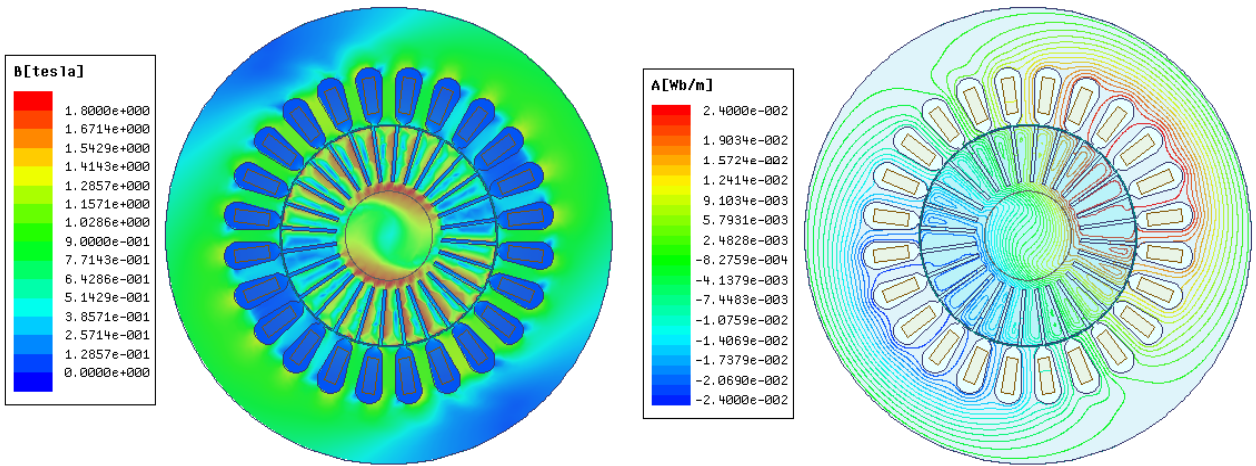 B[tesla]
1.8000e+000
1.6714e+000
1.5429e+000
1.4143e+000
1.2857e+000
1.1571e+000
1.0286e+000
9.0000e-001
7.7143e-001
6.4286e-001
5.1429e-001
3.8571e-001
2.5714e-001
1.2857e-001
0.0000e+000
A[Wb/m]
2.4000e-002
1.9034e-002
1.5724e-002
1.2414e-002
9.1034e-003
5.7931e-003
2.4828e-003
-8.2759e-004
-4.1379e-003
-7.4483e-003
-1.0759e-002
-1.4069e-002
-1.7379e-002
-2.0690e-002
-2.4000e-002